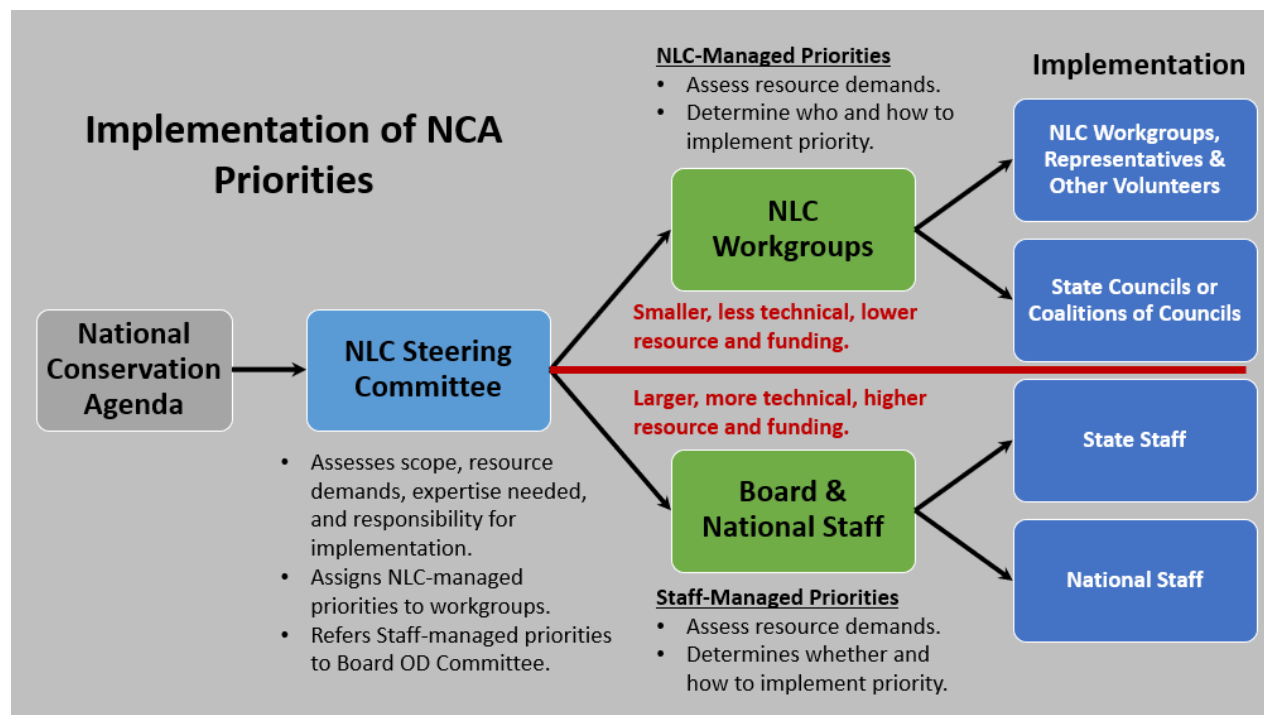 Implementation of NCA
Priorities
National
Conservation
Agenda
NLC Steering
Committee
• Assesses scope, resource
demands, expertise needed,
and responsibility for
implementation.
• Assigns NLC-managed
priorities to workgroups.
• Refers Staff-managed priorities
to Board OD Committee.
NLC-Managed Priorities
• Assess resource demands.
• Determine who and how to
implement priority.
NLC
Workgroups
Smaller, less technical, lower
resource and funding.
Larger, more technical, higher
resource and funding.
Board &
National Staff
Staff-Managed Priorities
• Assess resource demands.
• Determines whether and
how to implement priority.
Implementation
NLC Workgroups,
Representatives &
Other Volunteers
State Councils or
Coalitions of Councils
State Staff
National Staff